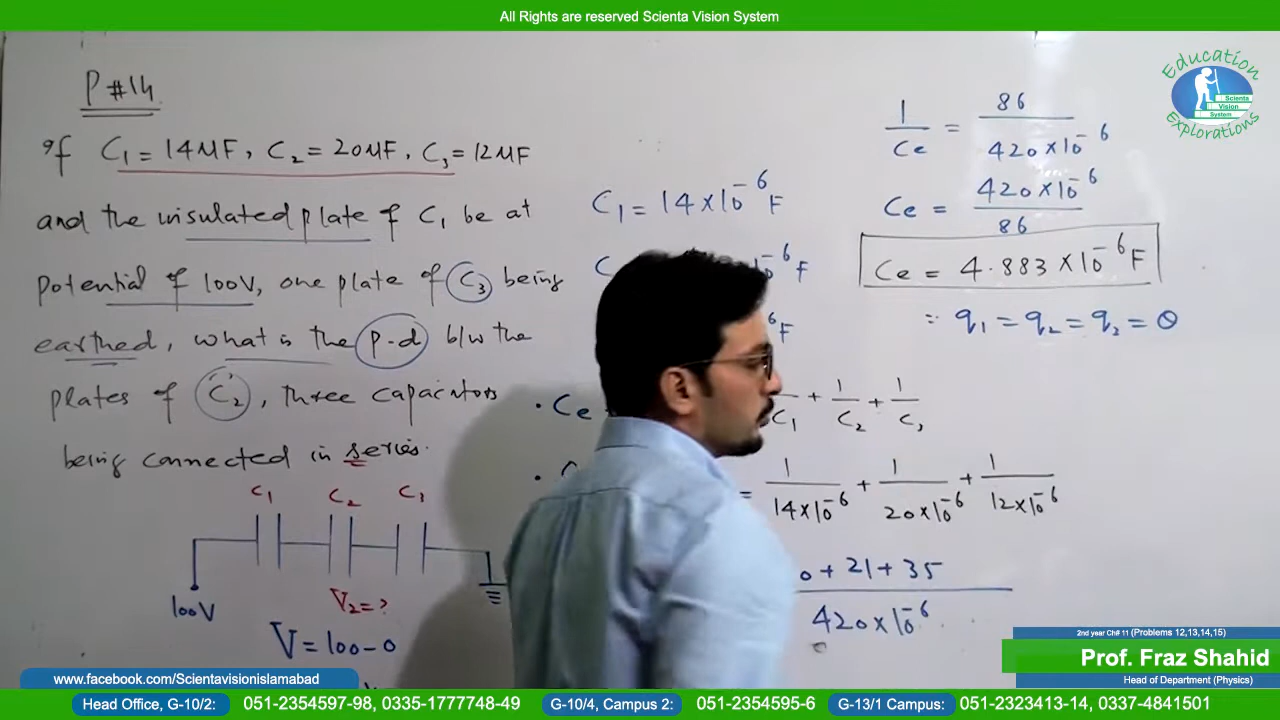 All Rights are reserved Scienta Vision System
P#14
If C₁ = 14μF, C₂ = 20μF, C₃ = 12μF
and the insulated plate of C₁ be at
potential of 100V, one plate of C₃ being
earthed, what is the p.d b/w the
plates of C₂, three capacitors
being connected in series.
C₁ C₂ C₃
100V
V₂ = ?
V = 100 - 0
C₁ = 14 × 10⁻⁶ F
C
10⁻⁶ F
⁶ F
• Ce
C₁ + 1/C₂ + 1/C₃
= 1/14×10⁻⁶ + 1/20×10⁻⁶ + 1/12×10⁻⁶
0 + 21 + 35
420 × 10⁻⁶
1/Ce = 86/420×10⁻⁶
Ce = 420×10⁻⁶/86
Ce = 4.883 × 10⁻⁶ F
∵ q₁ = q₂ = q₃ = Q
Education
Scienta
Vision
System
Explorations
2nd year Ch# 11 (Problems 12,13,14,15)
Prof. Fraz Shahid
Head of Department (Physics)
www.facebook.com/Scientavisionislamabad
Head Office, G-10/2: 051-2354597-98, 0335-1777748-49 G-10/4, Campus 2: 051-2354595-6 G-13/1 Campus: 051-2323413-14, 0337-4841501